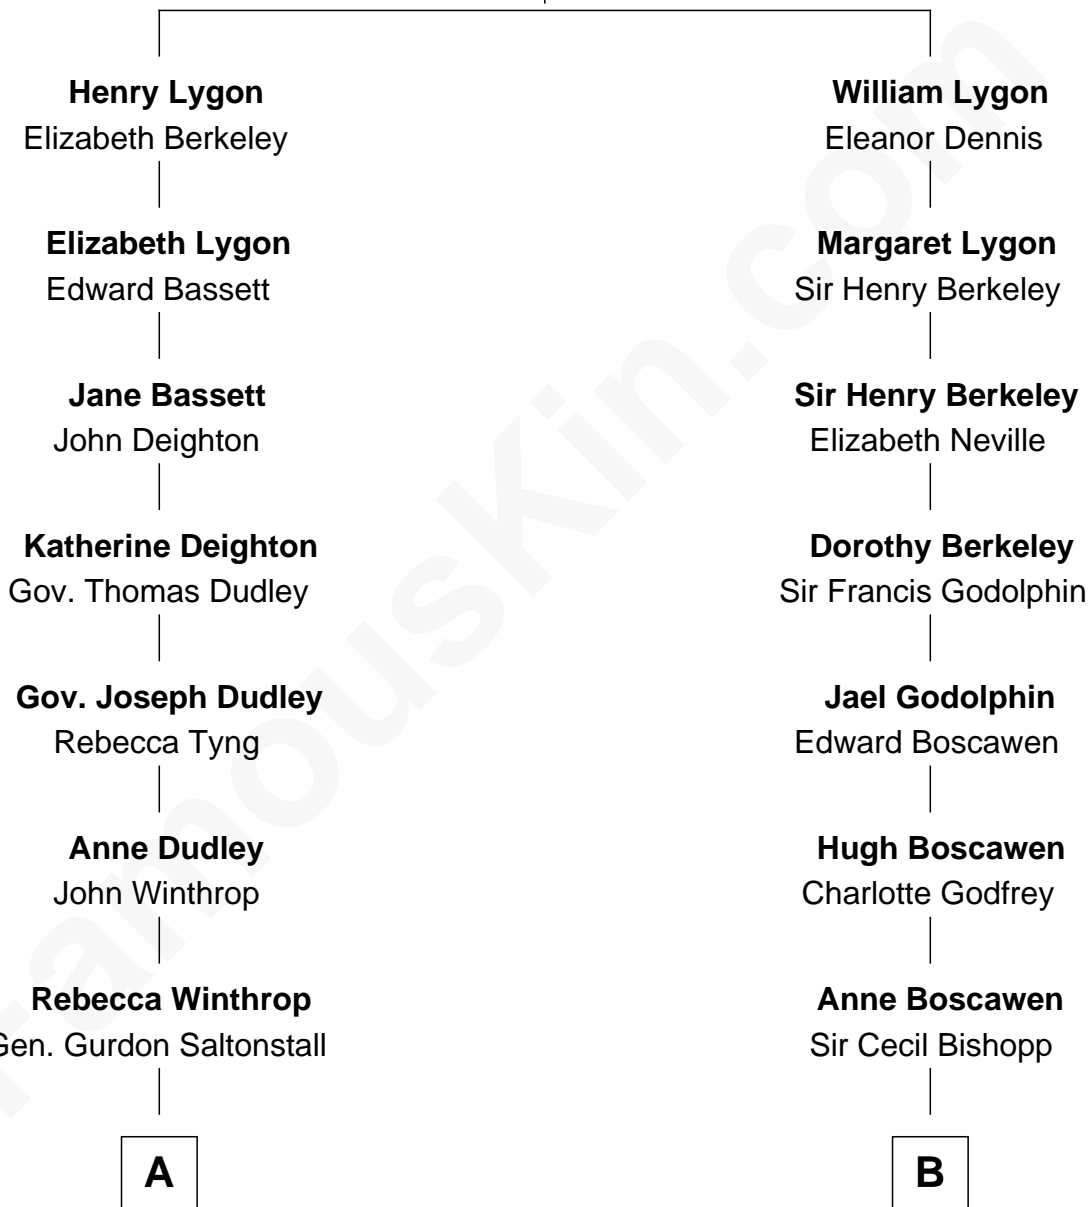 Henry Lygon
Elizabeth Berkeley
Elizabeth Lygon
Edward Bassett
Jane Bassett
John Deighton
Katherine Deighton
Gov. Thomas Dudley
Gov. Joseph Dudley
Rebecca Tyng
Anne Dudley
John Winthrop
Rebecca Winthrop
Gen. Gurdon Saltonstall
A
William Lygon
Eleanor Dennis
Margaret Lygon
Sir Henry Berkeley
Sir Henry Berkeley
Elizabeth Neville
Dorothy Berkeley
Sir Francis Godolphin
Jael Godolphin
Edward Boscawen
Hugh Boscawen
Charlotte Godfrey
Anne Boscawen
Sir Cecil Bishopp
B
FamousKin.com